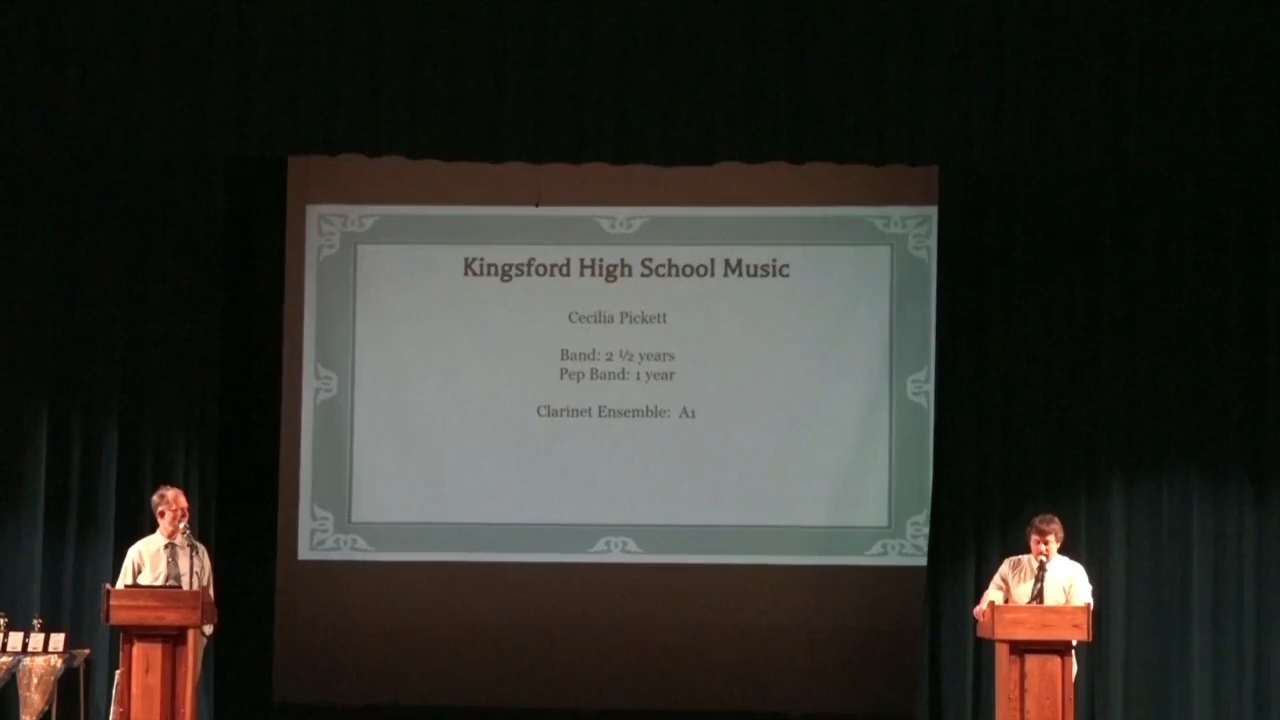 Kingsford High School Music
Cecilia Pickett
Band: 2 ½ years
Pep Band: 1 year
Clarinet Ensemble: A1